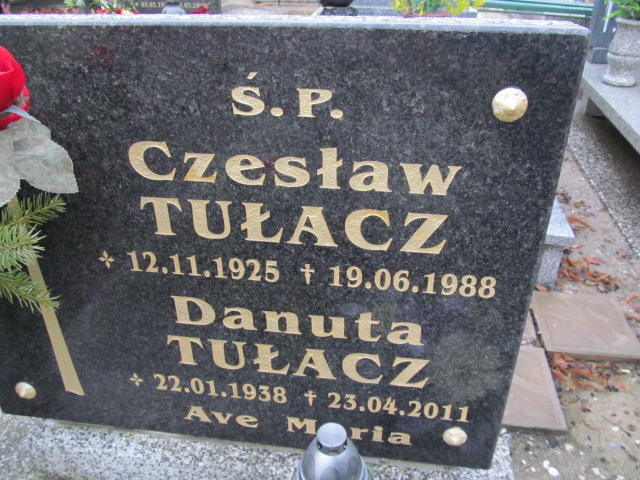 Ś.P.
Czesław
TUŁACZ
✣ 12.11.1925 † 19.06.1988
Danuta
TUŁACZ
✣ 22.01.1938 † 23.04.2011
Ave Maria